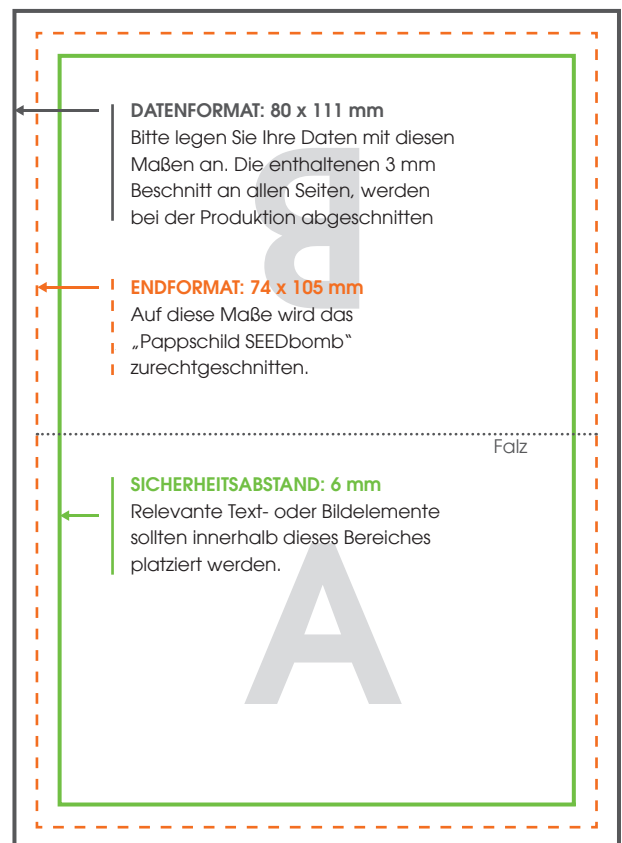 DATENFORMAT: 80 x 111 mm
Bitte legen Sie Ihre Daten mit diesen
Maßen an. Die enthaltenen 3 mm
Beschnitt an allen Seiten, werden
bei der Produktion abgeschnitten
B
ENDFORMAT: 74 x 105 mm
Auf diese Maße wird das
„Pappschild SEEDbomb“
zurechtgeschnitten.
Falz
SICHERHEITSABSTAND: 6 mm
Relevante Text- oder Bildelemente
sollten innerhalb dieses Bereiches
platziert werden.
A